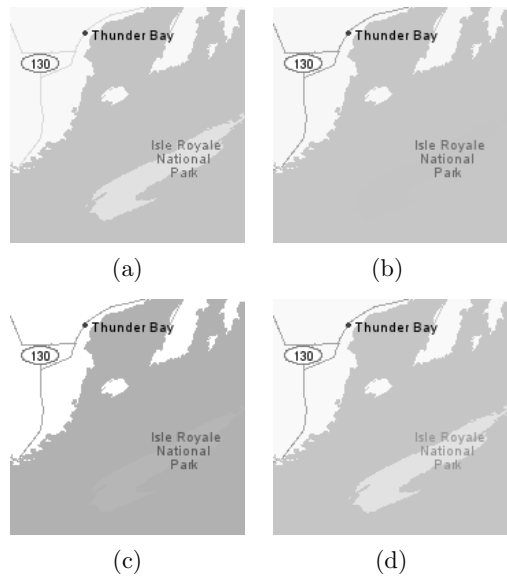 Thunder Bay
130
Isle Royale
National
Park
(a)
Thunder Bay
130
Isle Royale
National
Park
(b)
Thunder Bay
130
Isle Royale
National
Park
(c)
Thunder Bay
130
Isle Royale
National
Park
(d)